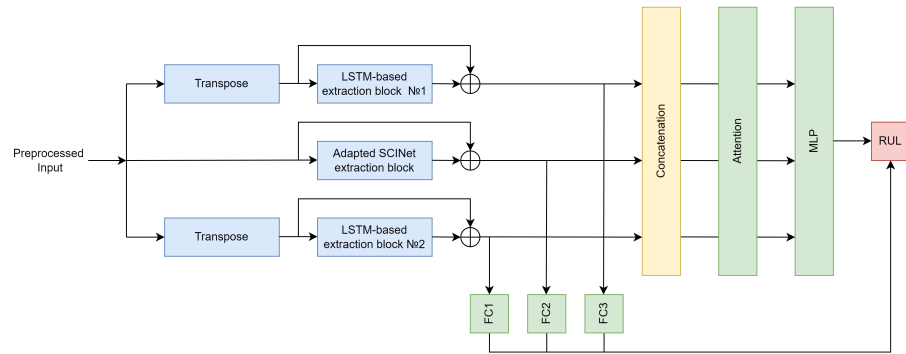 Preprocessed
Input
Transpose
LSTM-based
extraction block №1
Adapted SCINet
extraction block
Transpose
LSTM-based
extraction block №2
FC1
FC2
FC3
Concatenation
Attention
MLP
RUL